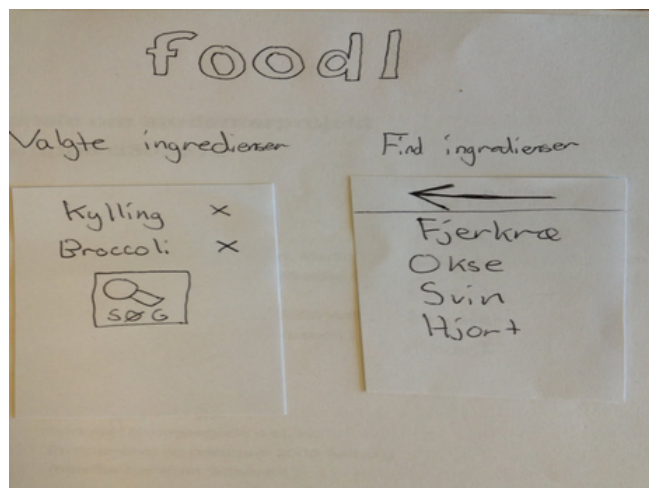 foodl
Valgte ingredienser
Kylling x
Broccoli x
SØG
Find ingredienser
Fjerkræ
Okse
Svin
Hjort